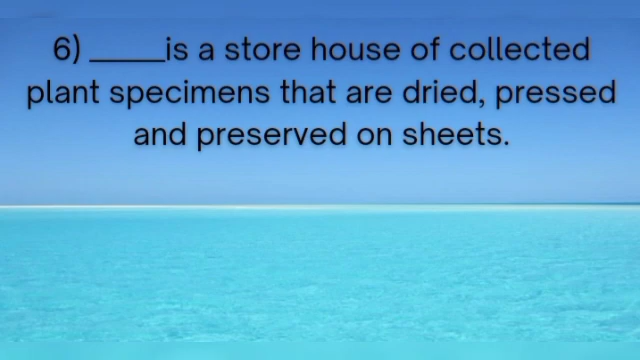 6) _____is a store house of collected
plant specimens that are dried, pressed
and preserved on sheets.